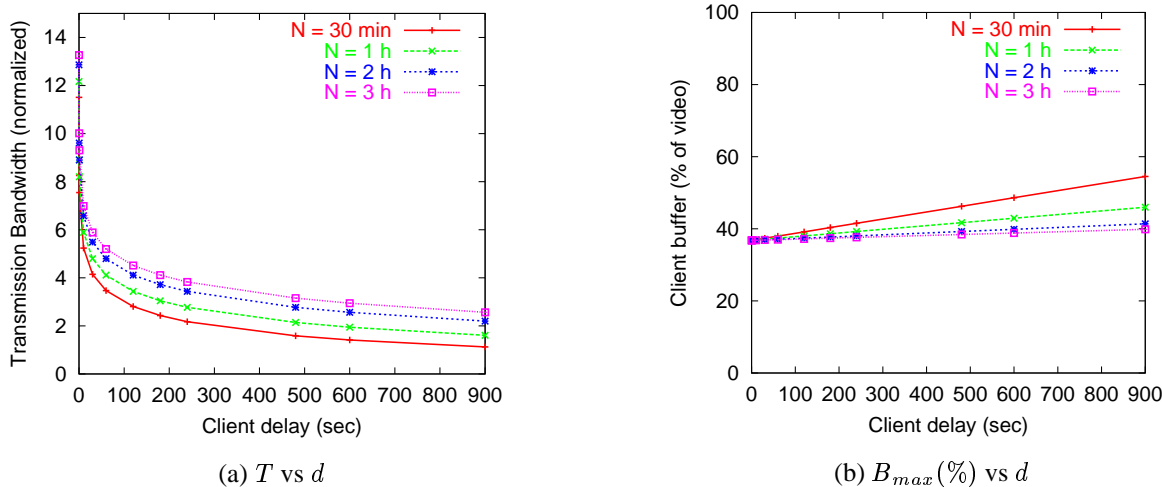 Transmission Bandwidth (normalized)
14
12
10
8
6
4
2
0
0 100 200 300 400 500 600 700 800 900
Client delay (sec)
N = 30 min
N = 1 h
N = 2 h
N = 3 h
(a) T vs d
Client buffer (% of video)
100
80
60
40
20
0
0 100 200 300 400 500 600 700 800 900
Client delay (sec)
N = 30 min
N = 1 h
N = 2 h
N = 3 h
(b) B_{max}(%) vs d